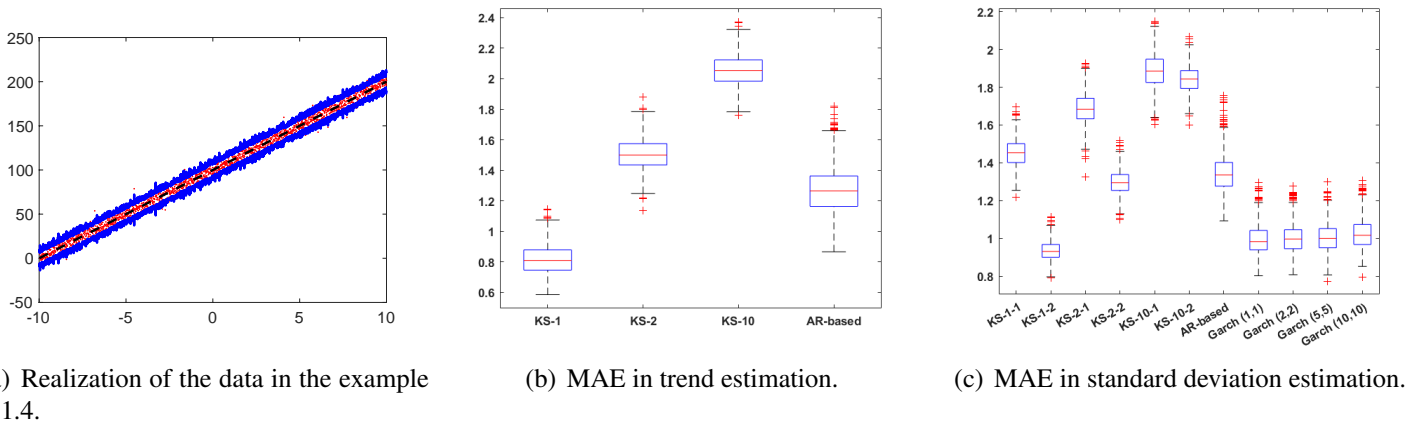 250
200
150
100
50
0
-50
-10
-5
0
5
10
2.4
2.2
2
1.8
1.6
1.4
1.2
1
0.8
0.6
KS-1
KS-2
KS-10
AR-based
2.2
2
1.8
1.6
1.4
1.2
1
0.8
KS-1-1
KS-1-2
KS-2-1
KS-2-2
KS-10-1
KS-10-2
AR-based
Garch (1,1)
Garch (2,2)
Garch (5,5)
Garch (10,10)
) Realization of the data in the example
1.4.
(b) MAE in trend estimation.
(c) MAE in standard deviation estimation.